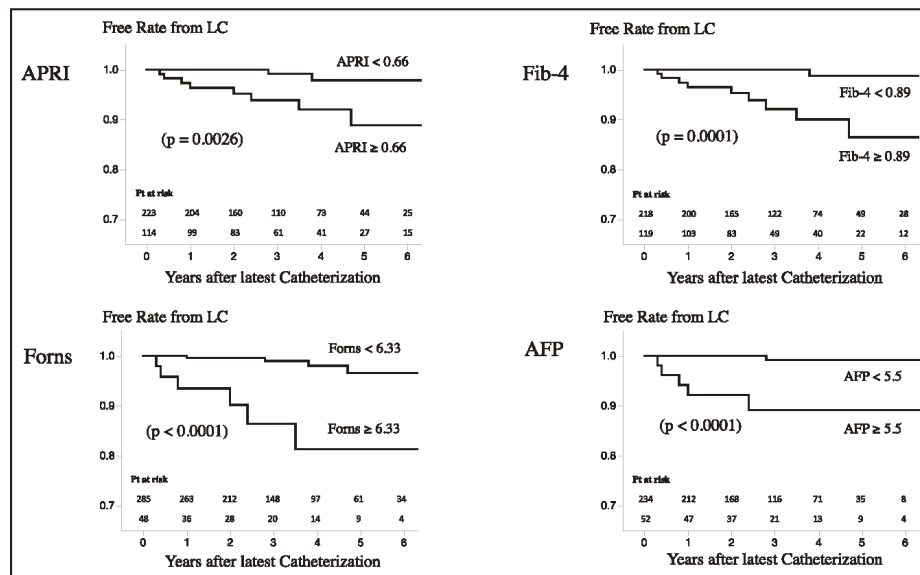 Free Rate from LC
APRI
1.0
0.9
0.8
0.7
APRI < 0.66
(p = 0.0026)
APRI ≥ 0.66
Pt at risk
223 204 160 110 73 44 25
114 99 83 61 41 27 15
0 1 2 3 4 5 6
Years after latest Catheterization
Free Rate from LC
Fib-4
1.0
0.9
0.8
0.7
Fib-4 < 0.89
(p = 0.0001)
Fib-4 ≥ 0.89
Pt at risk
218 200 165 122 74 49 28
119 103 83 49 40 22 12
0 1 2 3 4 5 6
Years after latest Catheterization
Free Rate from LC
Forns
1.0
0.9
0.8
0.7
Forns < 6.33
(p < 0.0001)
Forns ≥ 6.33
Pt at risk
285 263 212 148 97 61 34
48 36 28 20 14 9 4
0 1 2 3 4 5 6
Years after latest Catheterization
Free Rate from LC
AFP
1.0
0.9
0.8
0.7
AFP < 5.5
(p < 0.0001)
AFP ≥ 5.5
Pt at risk
234 212 168 116 71 35 8
52 47 37 21 13 9 4
0 1 2 3 4 5 6
Years after latest Catheterization